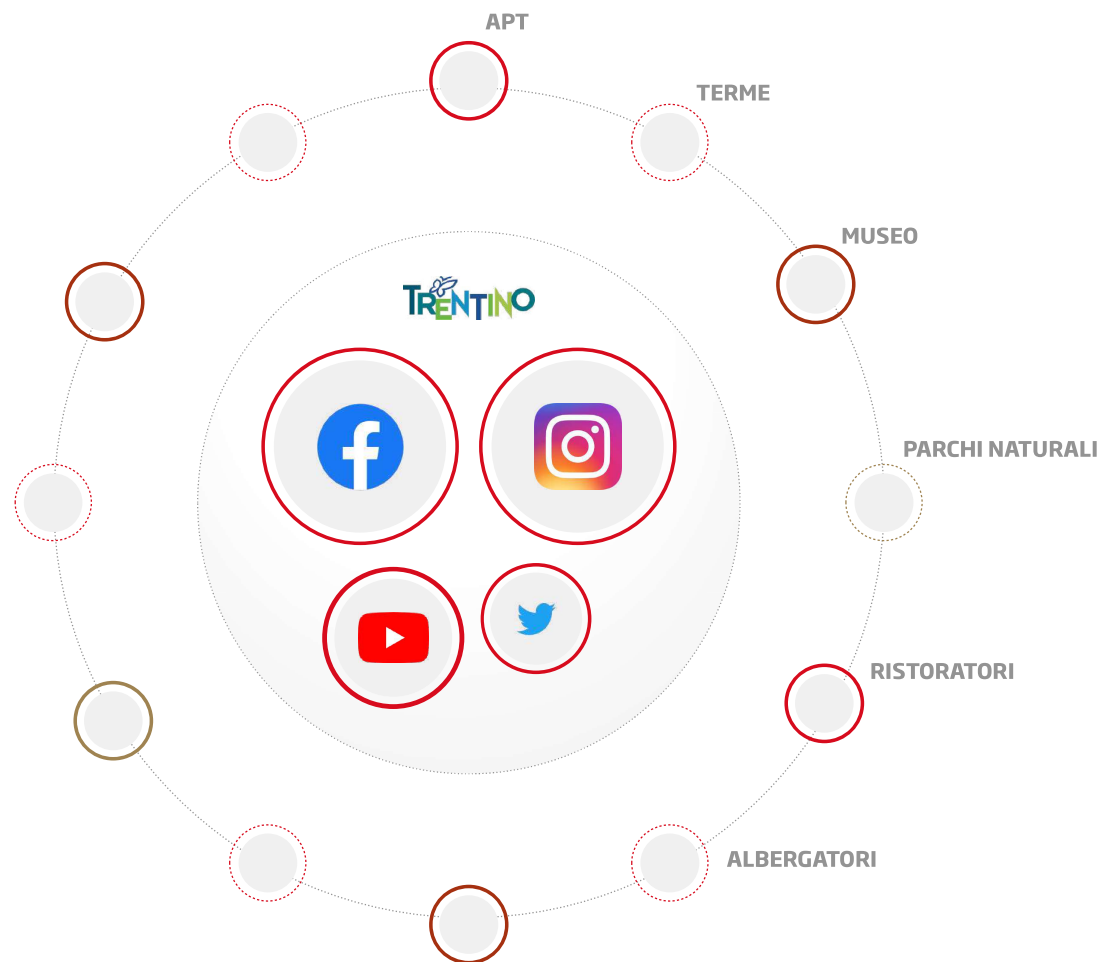 APT
TERME
MUSEO
TRENTINO
PARCHI NATURALI
RISTORATORI
ALBERGATORI